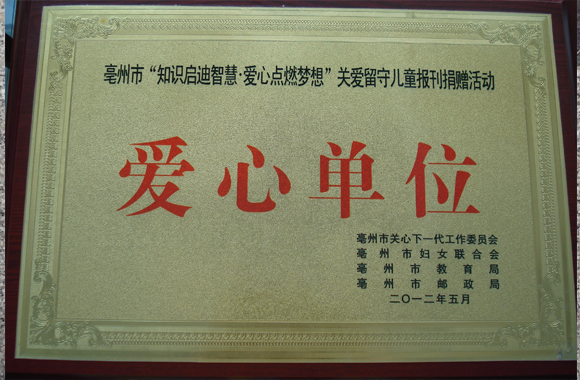 亳州市“知识启迪智慧·爱心点燃梦想”关爱留守儿童报刊捐赠活动
爱心单位
亳州市关心下一代工作委员会
亳州市妇女联合会
亳州市教育局
亳州市邮政局
二〇一二年五月